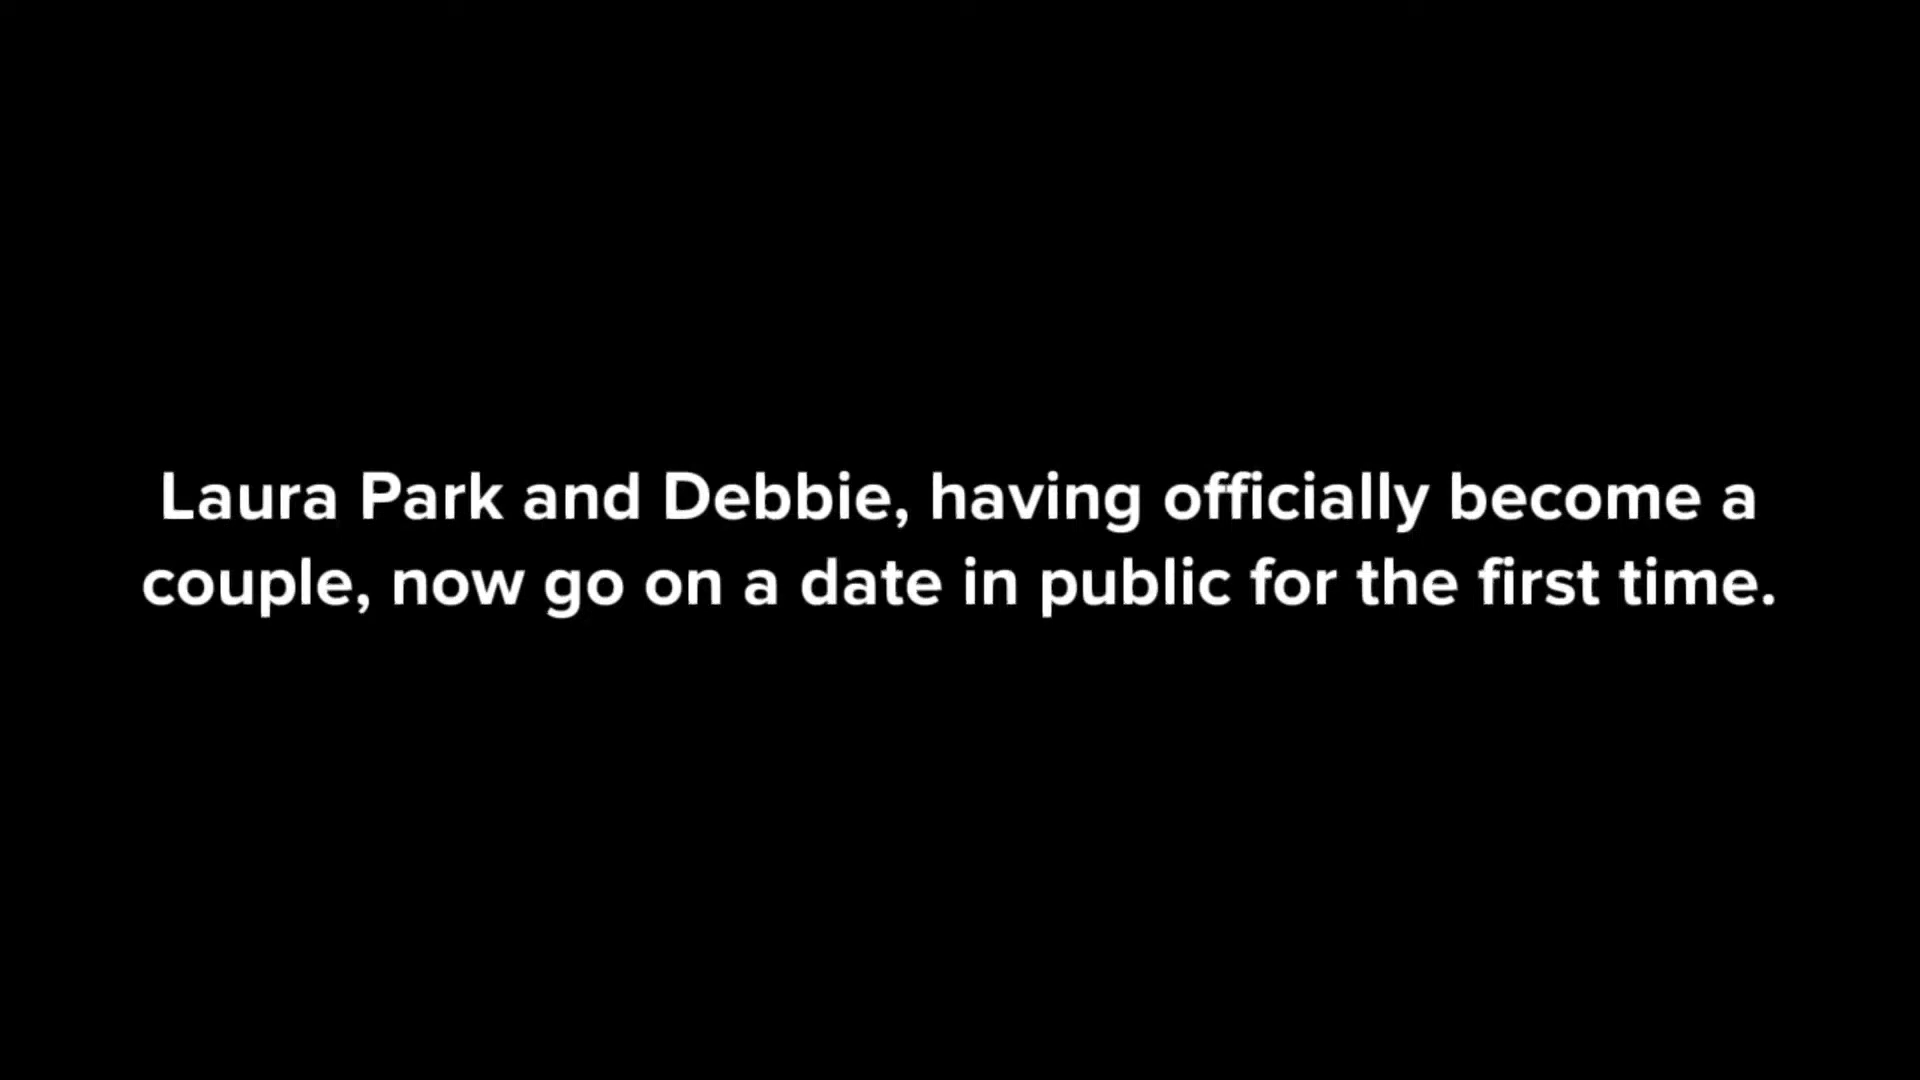 Laura Park and Debbie, having officially become a
couple, now go on a date in public for the first time.